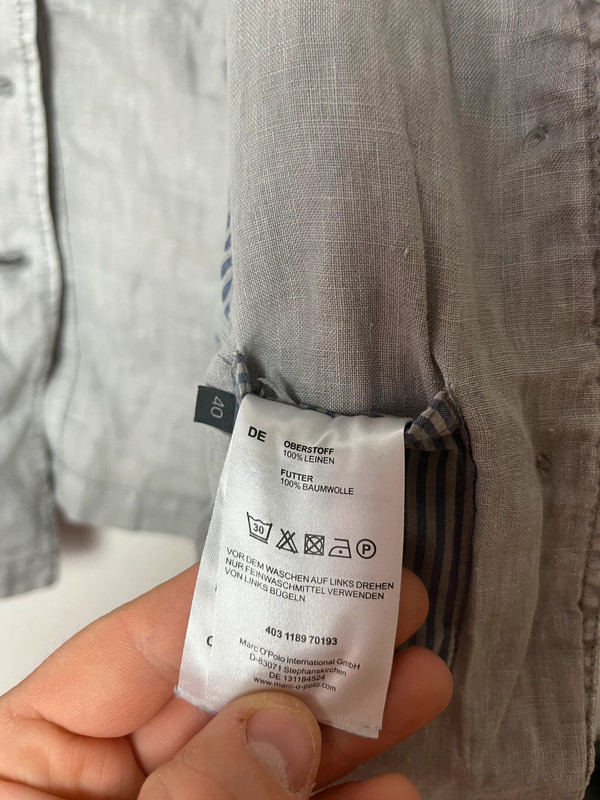 40
DE
OBERSTOFF
100% LEINEN
FUTTER
100% BAUMWOLLE
30
P
VOR DEM WASCHEN AUF LINKS DREHEN
NUR FEINWASCHMITTEL VERWENDEN
VON LINKS BÜGELN
403 1189 70193
Marc O'Polo International GmbH
D-83071 Stephanskirchen
DE 131184524
www.marc-o-polo.com